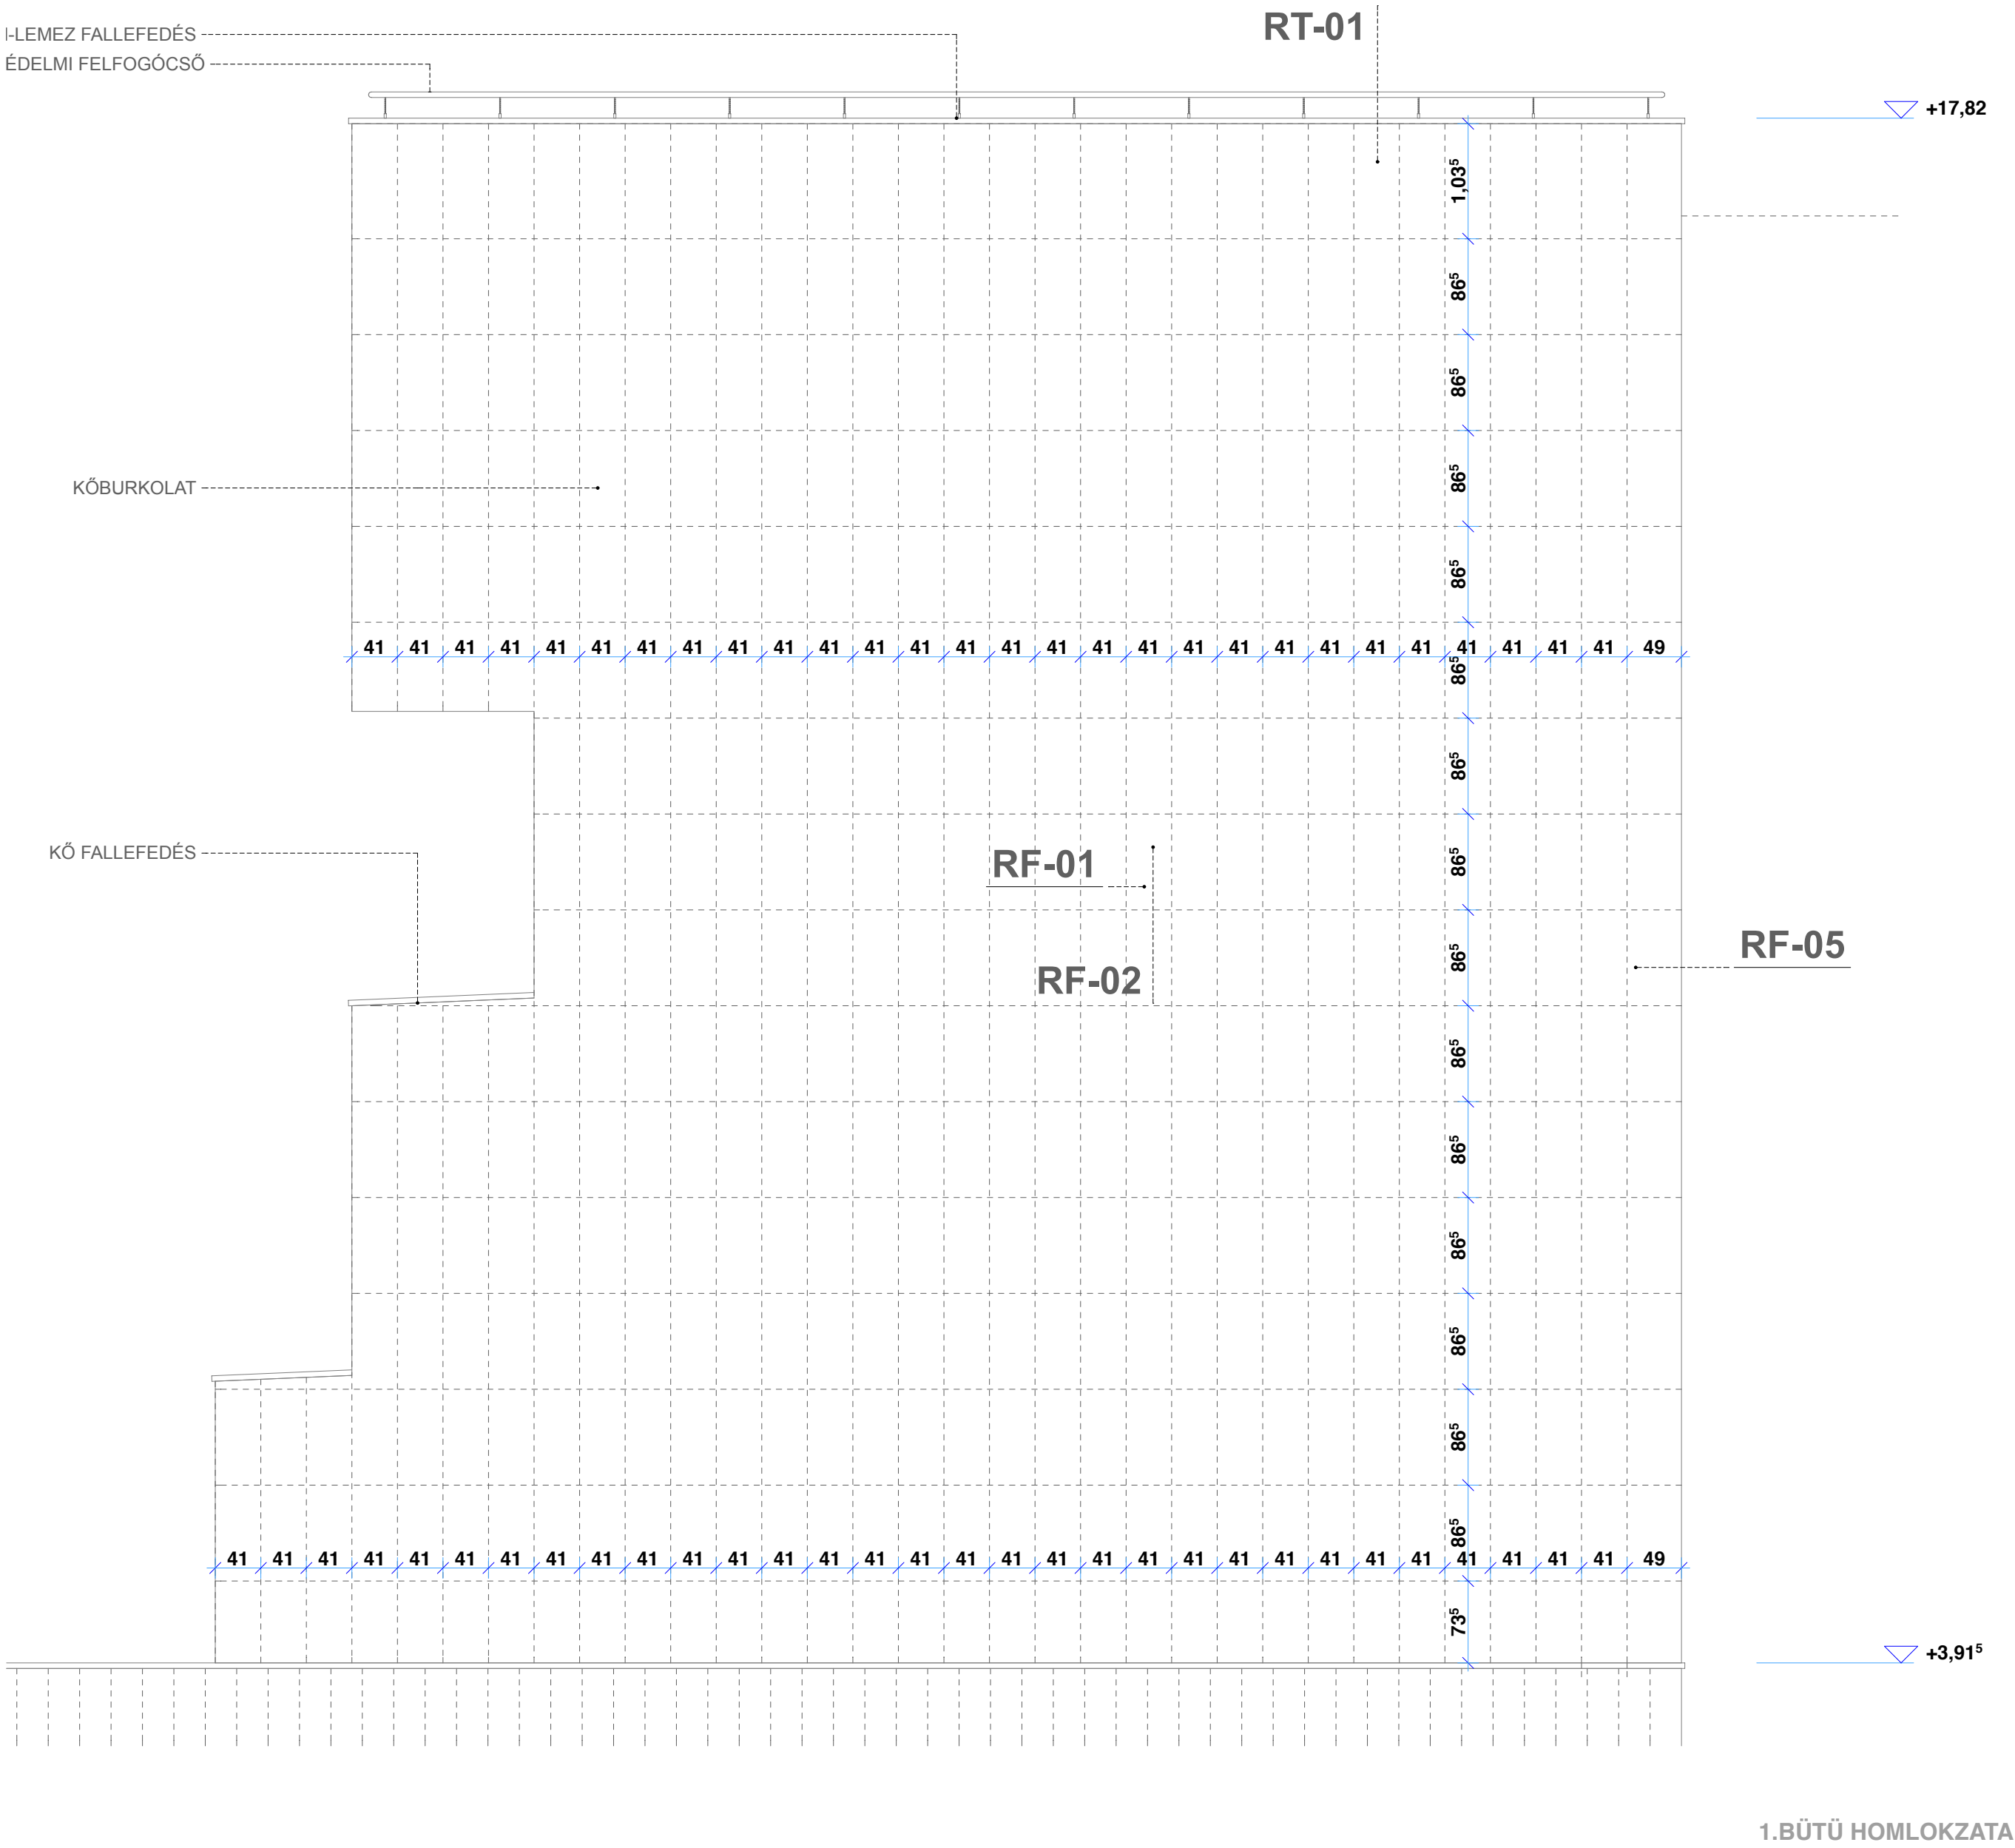 RT-01
-LEMEZ FALLEFEDÉS
ÉDELMI FELFOGÓCSŐ
+17,82
1,03⁵
86⁵
86⁵
86⁵
KŐBURKOLAT
86⁵
41 41 41 41 41 41 41 41 41 41 41 41 41 41 41 41 41 41 41 41 41 41 41 41 41 41 41 41 49
86⁵
86⁵
KŐ FALLEFEDÉS
86⁵
RF-01
RF-05
86⁵
RF-02
86⁵
86⁵
86⁵
86⁵
86⁵
86⁵
41 41 41 41 41 41 41 41 41 41 41 41 41 41 41 41 41 41 41 41 41 41 41 41 41 41 41 41 41 41 41 49
73⁵
+3,91⁵
1.BÜTÜ HOMLOKZATA